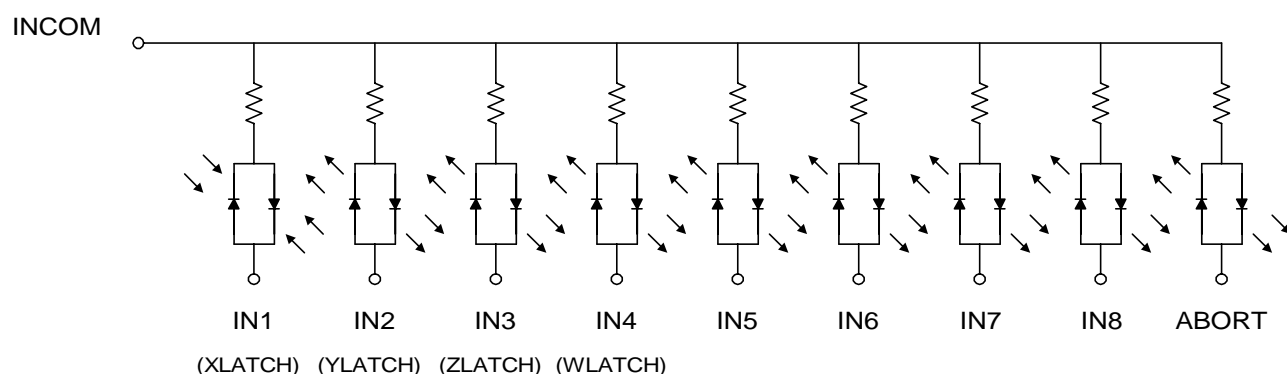 INCOM
IN1 IN2 IN3 IN4 IN5 IN6 IN7 IN8 ABORT
(XLATCH) (YLATCH) (ZLATCH) (WLATCH)